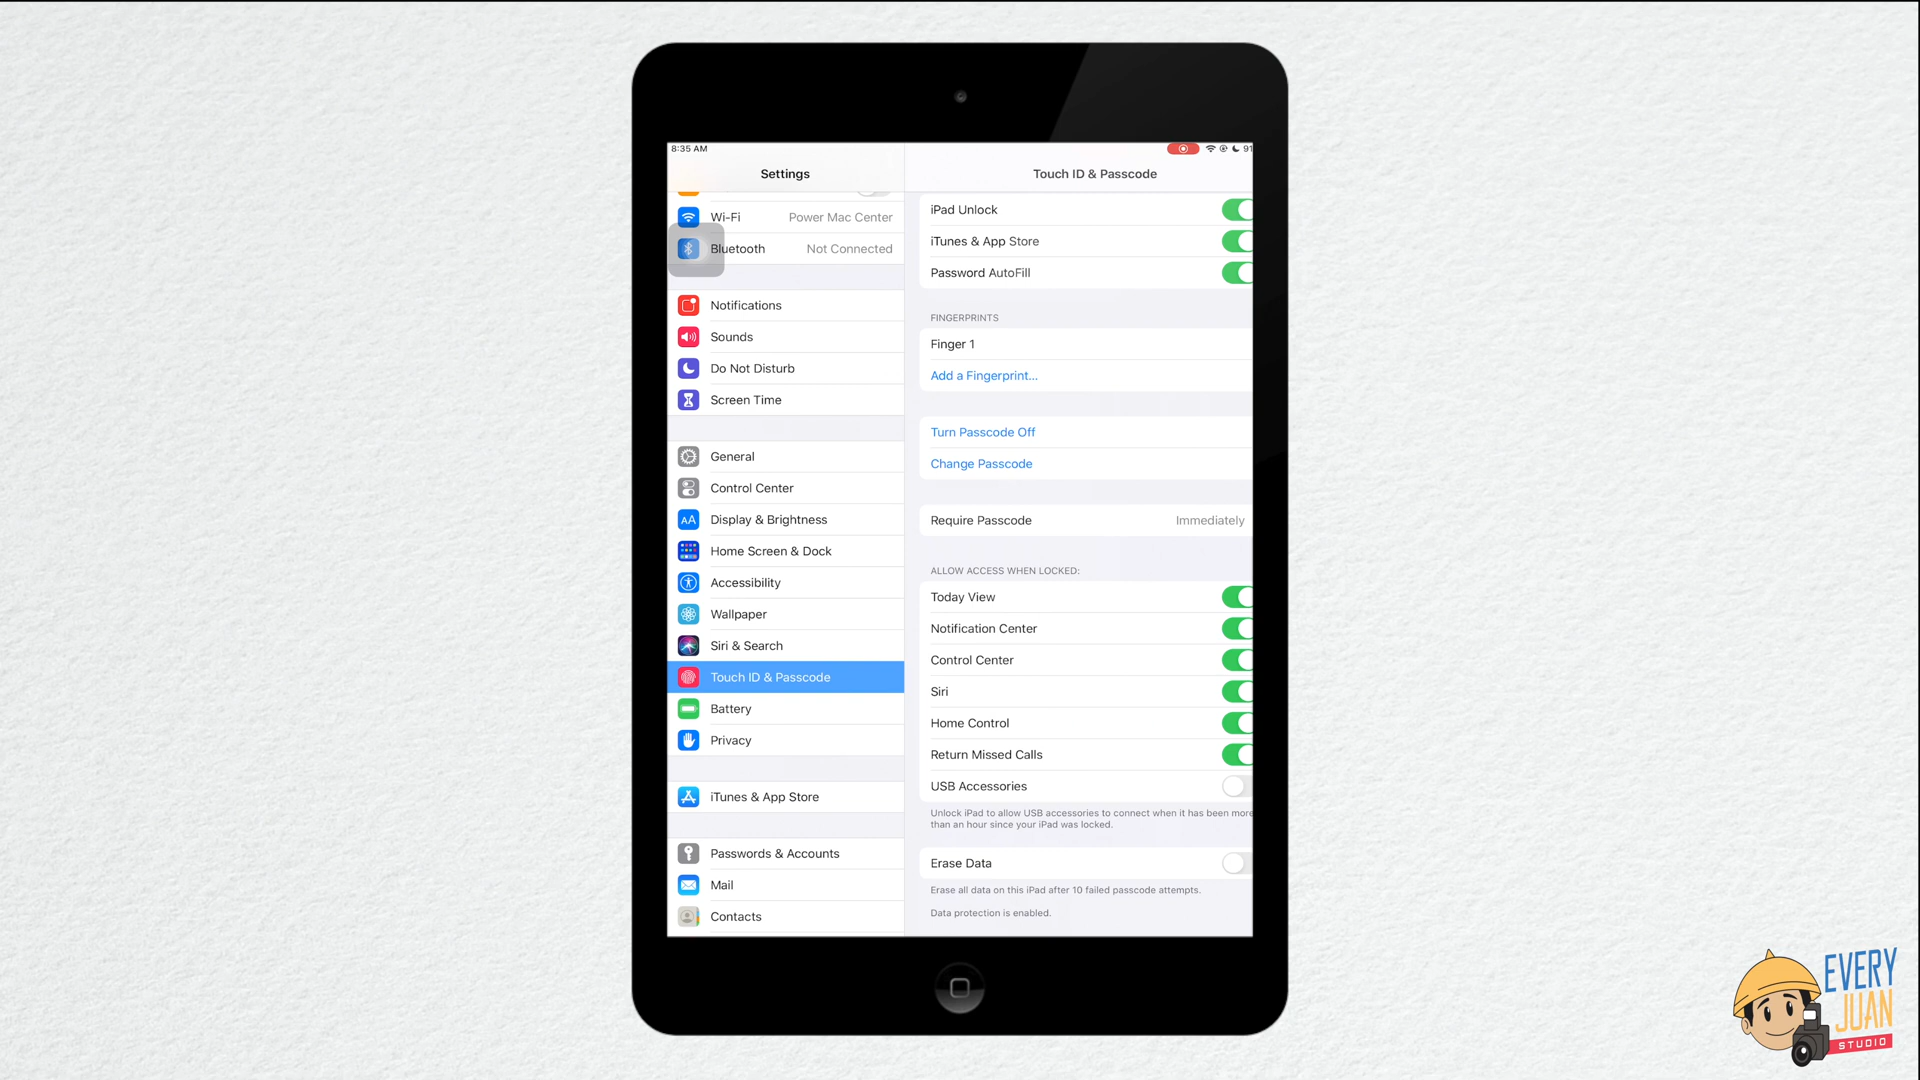 8:35 AM
91
Settings
Touch ID & Passcode
Wi-Fi
Power Mac Center
Bluetooth
Not Connected
Notifications
Sounds
Do Not Disturb
Screen Time
General
Control Center
Display & Brightness
Home Screen & Dock
Accessibility
Wallpaper
Siri & Search
Touch ID & Passcode
Battery
Privacy
iTunes & App Store
Passwords & Accounts
Mail
Contacts
iPad Unlock
iTunes & App Store
Password AutoFill
FINGERPRINTS
Finger 1
Add a Fingerprint...
Turn Passcode Off
Change Passcode
Require Passcode
Immediately
ALLOW ACCESS WHEN LOCKED:
Today View
Notification Center
Control Center
Siri
Home Control
Return Missed Calls
USB Accessories
Unlock iPad to allow USB accessories to connect when it has been more
than an hour since your iPad was locked.
Erase Data
Erase all data on this iPad after 10 failed passcode attempts.
Data protection is enabled.
EVERY
JUAN
STUDIO